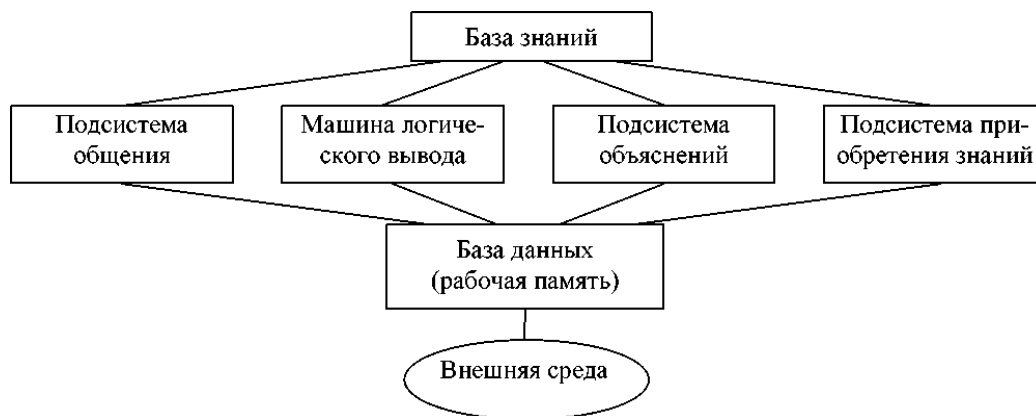 База знаний
Подсистема
общения
Машина логиче-
ского вывода
Подсистема
объяснений
Подсистема при-
обретения знаний
База данных
(рабочая память)
Внешняя среда